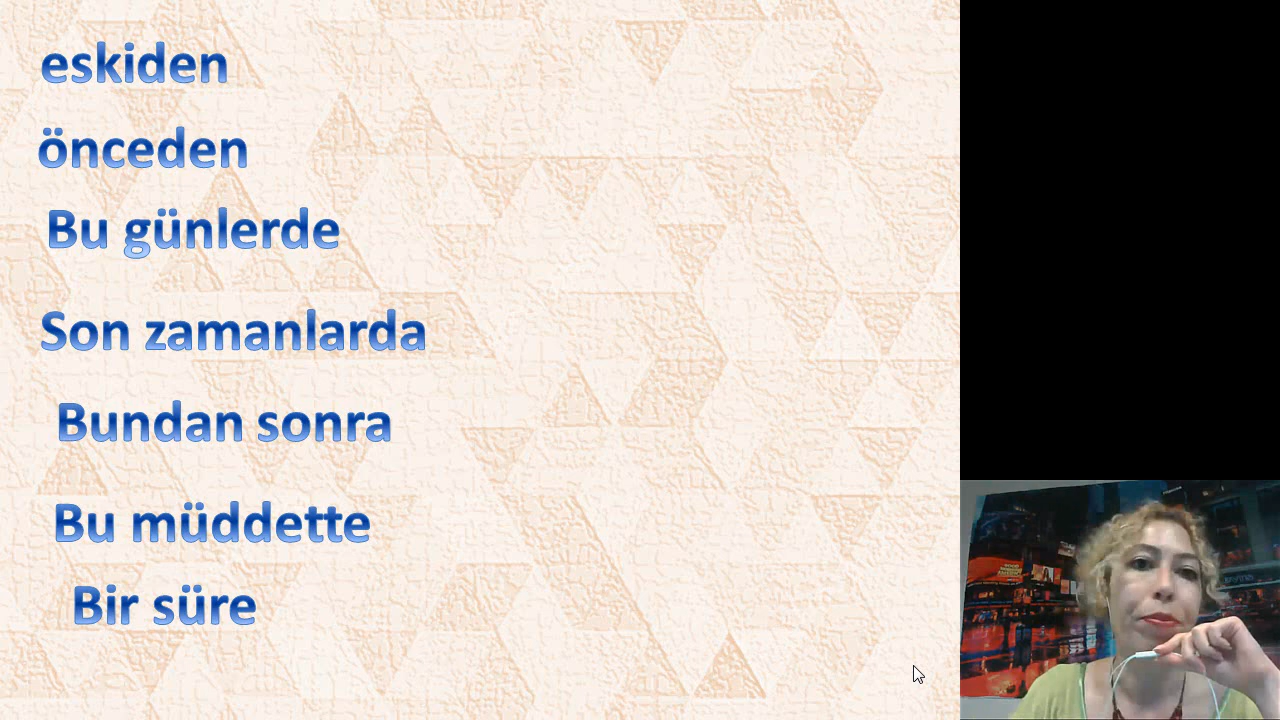 eskiden
önceden
Bu günlerde
Son zamanlarda
Bundan sonra
Bu müddette
Bir süre